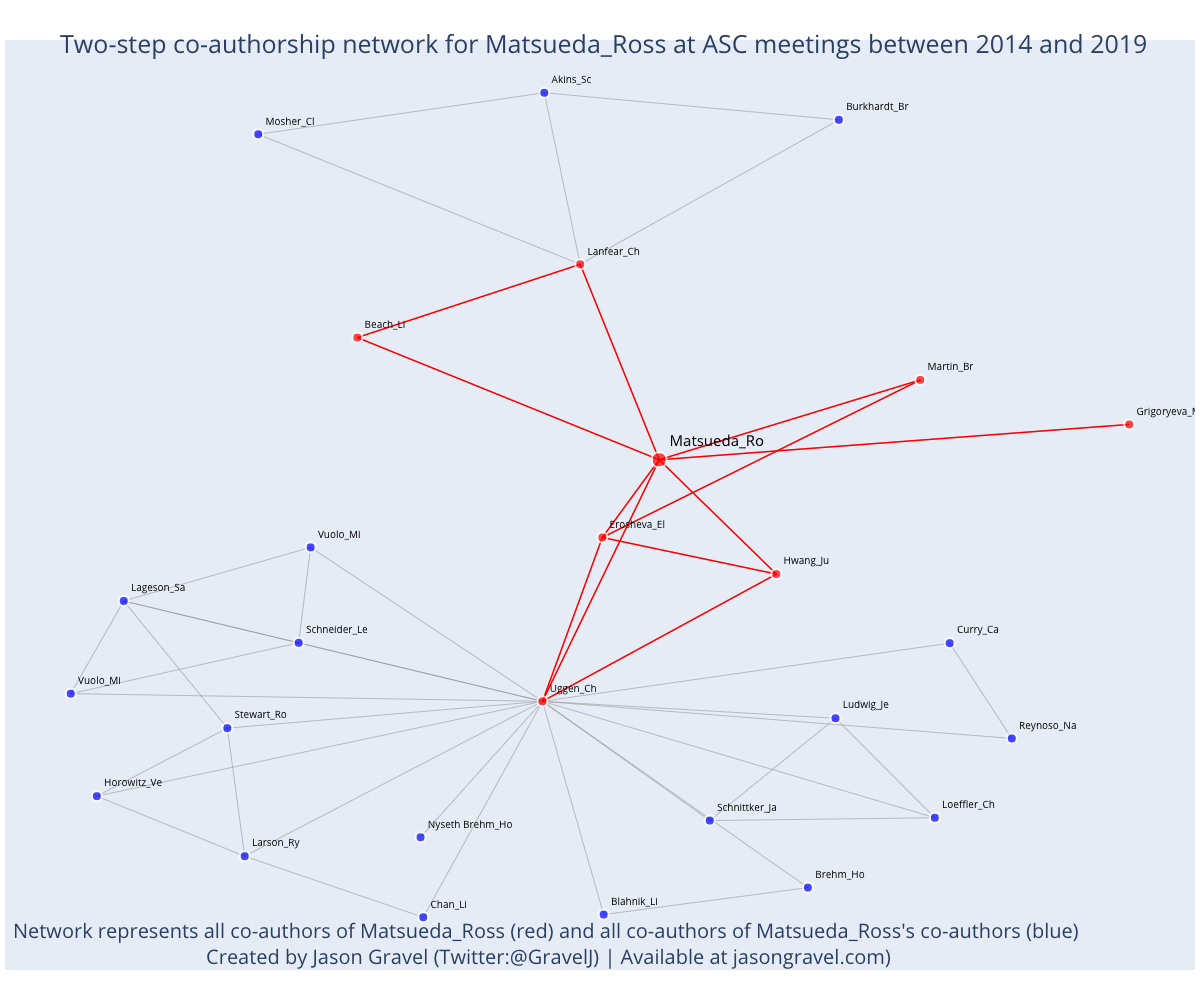 Two-step co-authorship network for Matsueda_Ross at ASC meetings between 2014 and 2019
Akins_Sc
Burkhardt_Br
Mosher_Cl
Lanfear_Ch
Beach_Li
Martin_Br
Grigoryeva_M
Matsueda_Ro
Erosheva_El
Vuolo_Mi
Hwang_Ju
Lageson_Sa
Schneider_Le
Curry_Ca
Vuolo_Mi
Uggen_Ch
Ludwig_Je
Stewart_Ro
Reynoso_Na
Horowitz_Ve
Schnittker_Ja
Loeffler_Ch
Nyseth Brehm_Ho
Larson_Ry
Brehm_Ho
Blahnik_Li
Chan_Li
Network represents all co-authors of Matsueda_Ross (red) and all co-authors of Matsueda_Ross's co-authors (blue)
Created by Jason Gravel (Twitter:@GravelJ) | Available at jasongravel.com)